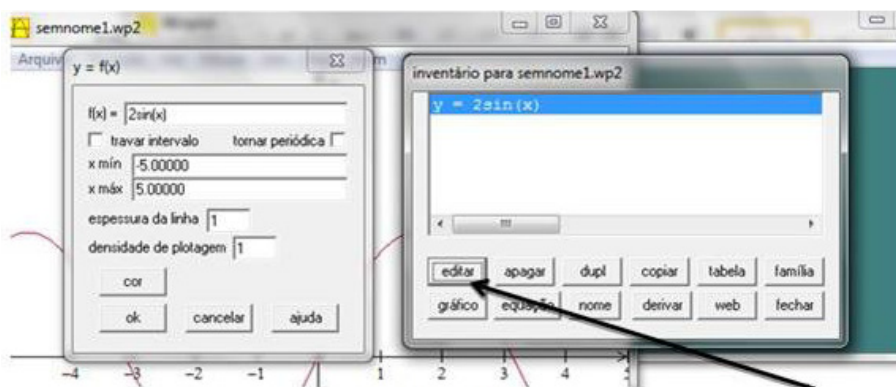 semnome1.wp2
Arquiv
y = f(x)
f(x) = 2sin(x)
travar intervalo tornar periódica
x mín -5.00000
x máx 5.00000
espessura da linha 1
densidade de plotagem 1
cor
ok cancelar ajuda
inventário para semnome1.wp2
y = 2sin(x)
editar apagar dupl copiar tabela família
gráfico equação nome derivar web fechar
-4 -3 -2 -1 1 2 3 4 5